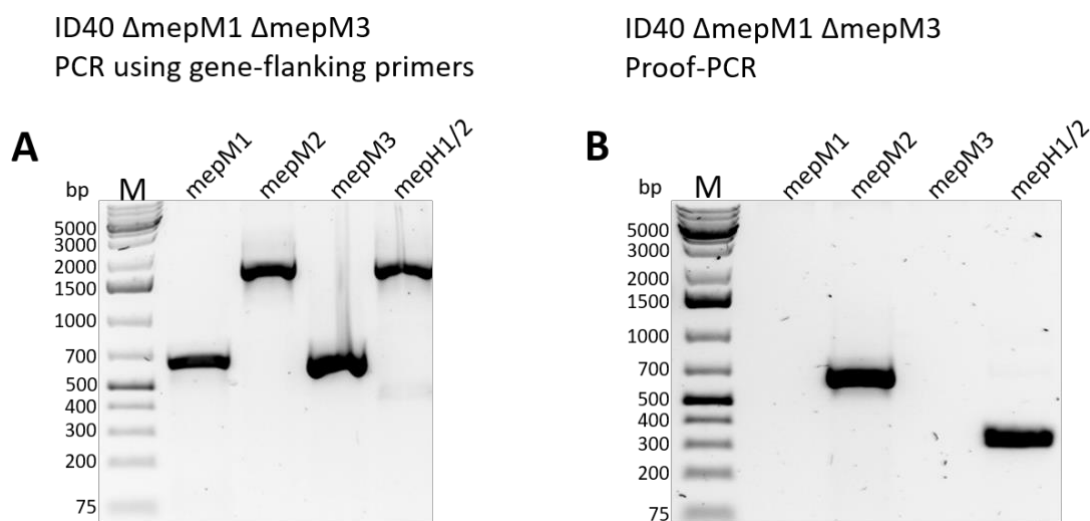 ID40 ΔmepM1 ΔmepM3
PCR using gene-flanking primers
A
bp
M
mepM1
mepM2
mepM3
mepH1/2
5000
3000
2000
1500
1000
700
500
400
300
200
75
ID40 ΔmepM1 ΔmepM3
Proof-PCR
B
bp
M
mepM1
mepM2
mepM3
mepH1/2
5000
3000
2000
1500
1000
700
500
400
300
200
75